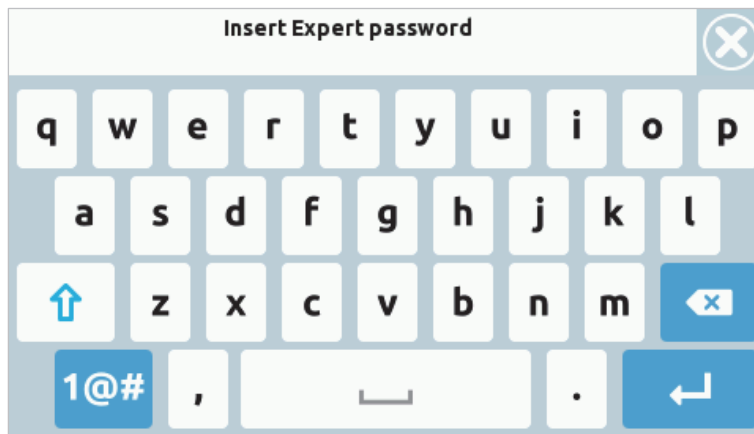 Insert Expert password
q w e r t y u i o p
a s d f g h j k l
z x c v b n m
1@# , .